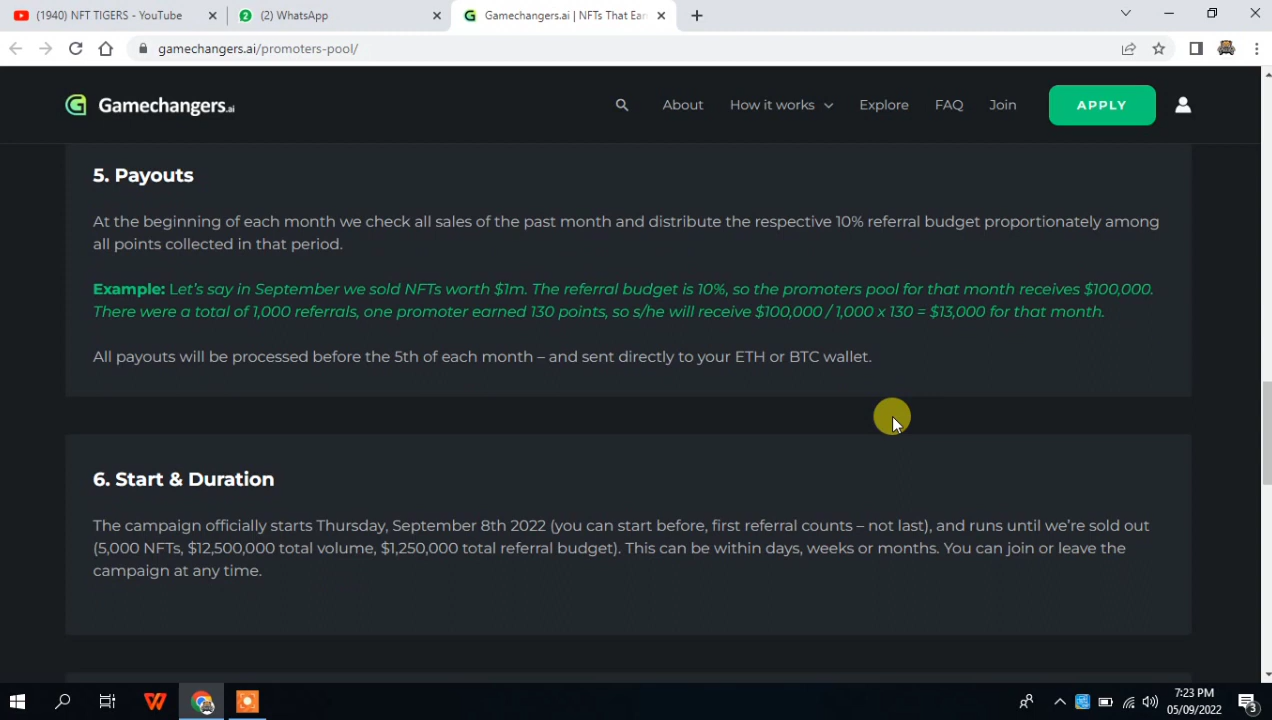 (1940) NFT TIGERS - YouTube
(2) WhatsApp
Gamechangers.ai | NFTs That Ear
gamechangers.ai/promoters-pool/
Gamechangers.ai
About
How it works
Explore
FAQ
Join
APPLY
5. Payouts
At the beginning of each month we check all sales of the past month and distribute the respective 10% referral budget proportionately among
all points collected in that period.
Example: Let's say in September we sold NFTs worth $1m. The referral budget is 10%, so the promoters pool for that month receives $100,000.
There were a total of 1,000 referrals, one promoter earned 130 points, so s/he will receive $100,000 / 1,000 x 130 = $13,000 for that month.
All payouts will be processed before the 5th of each month – and sent directly to your ETH or BTC wallet.
6. Start & Duration
The campaign officially starts Thursday, September 8th 2022 (you can start before, first referral counts – not last), and runs until we're sold out
(5,000 NFTs, $12,500,000 total volume, $1,250,000 total referral budget). This can be within days, weeks or months. You can join or leave the
campaign at any time.
7:23 PM
05/09/2022
3